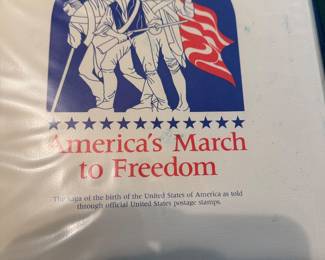 America's March
to Freedom
The saga of the birth of the United States of America as told
through official United States postage stamps.